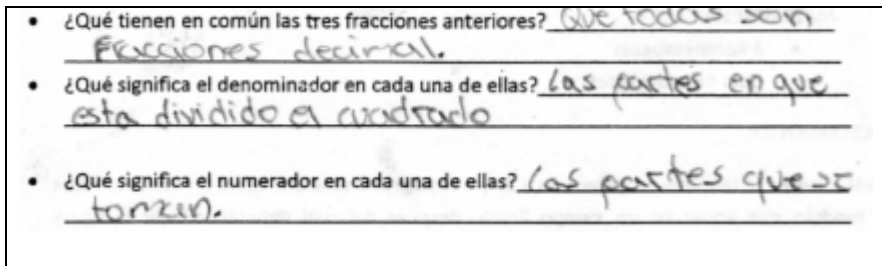 • ¿Qué tienen en común las tres fracciones anteriores? Que todas son
Fracciones decimal.
• ¿Qué significa el denominador en cada una de ellas? las partes en que
esta dividido el cuadrado
• ¿Qué significa el numerador en cada una de ellas? las partes que se
toman.